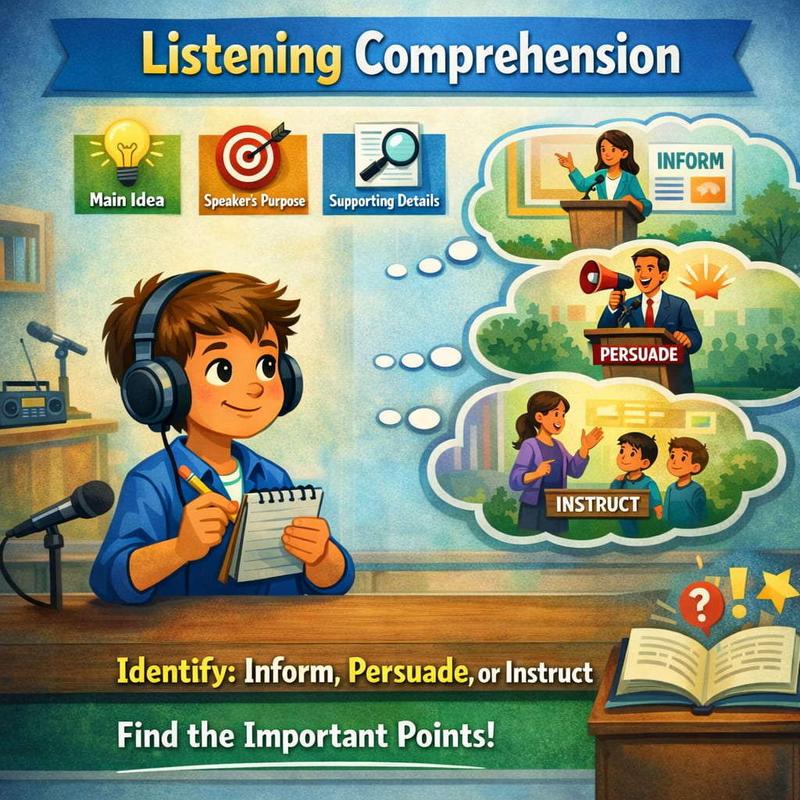 Listening Comprehension
Main Idea
Speaker's Purpose
Supporting Details
INFORM
PERSUADE
INSTRUCT
?
!
Identify: Inform, Persuade, or Instruct
Find the Important Points!